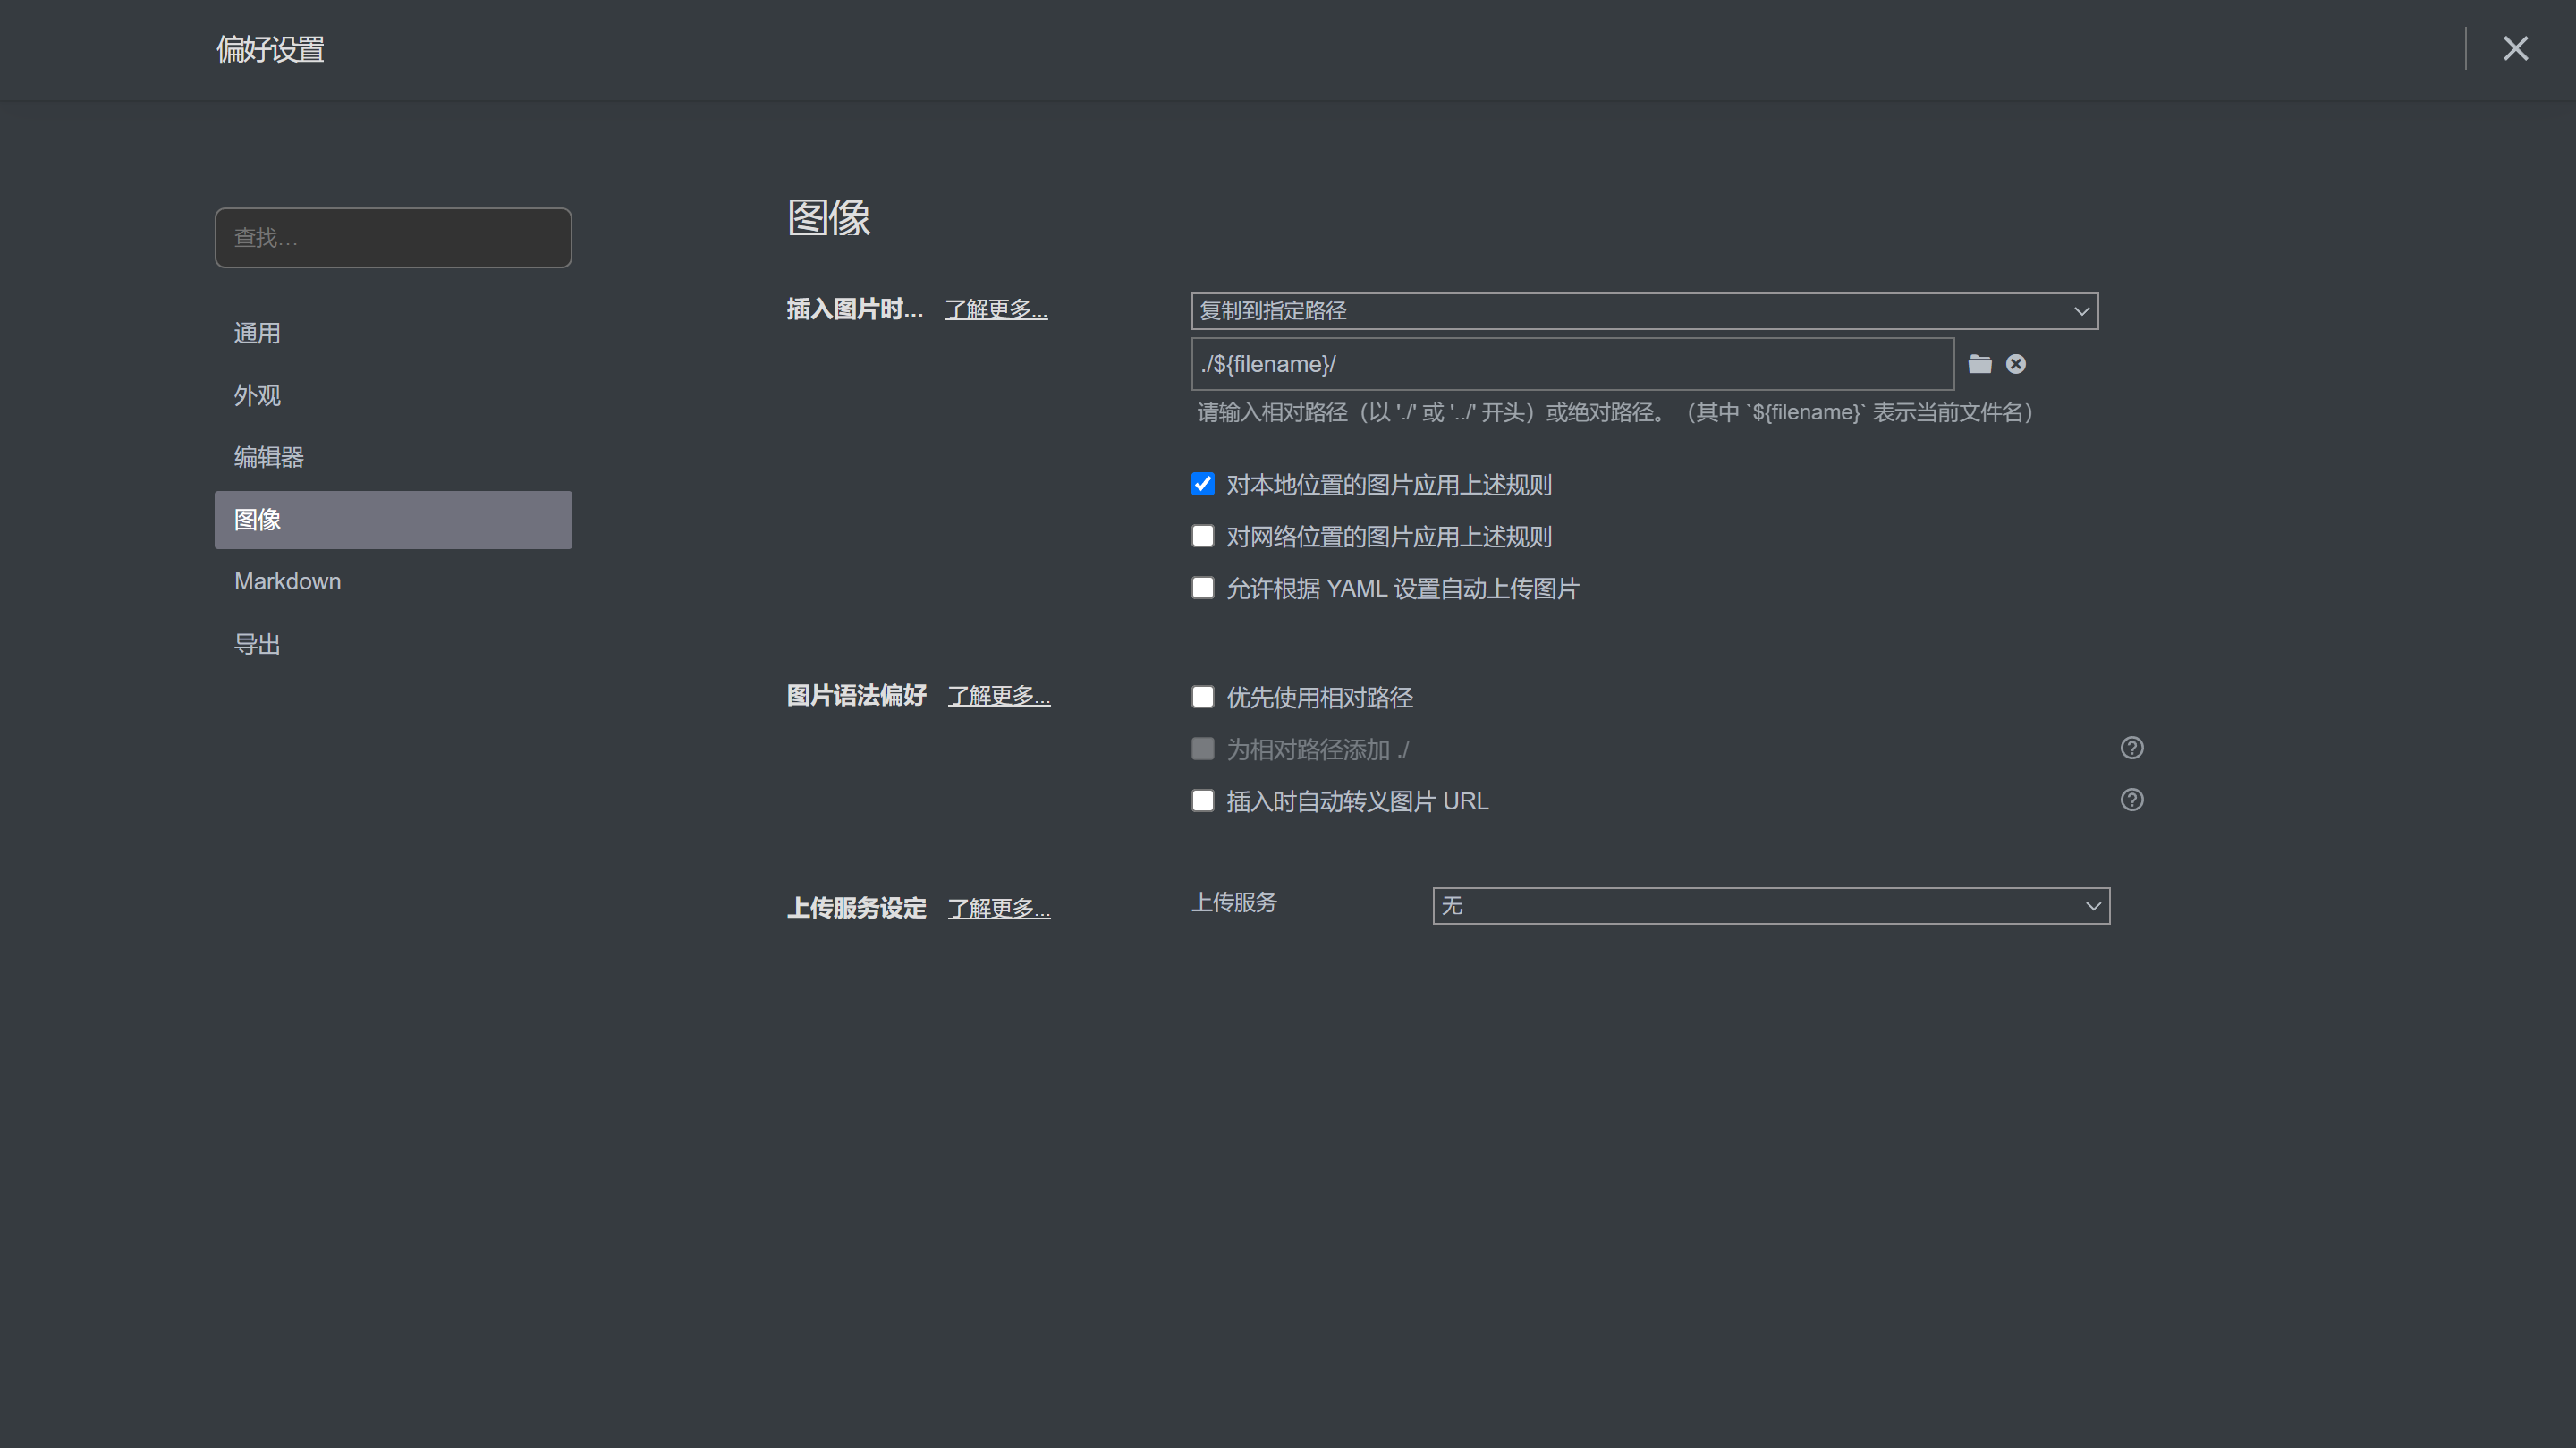 偏好设置
查找...
通用
外观
编辑器
图像
Markdown
导出
图像
插入图片时... 了解更多...
复制到指定路径
./${filename}/
请输入相对路径（以 './' 或 '../' 开头）或绝对路径。（其中 `${filename}` 表示当前文件名）
对本地位置的图片应用上述规则
对网络位置的图片应用上述规则
允许根据 YAML 设置自动上传图片
图片语法偏好 了解更多...
优先使用相对路径
为相对路径添加 ./
插入时自动转义图片 URL
上传服务设定 了解更多...
上传服务 无